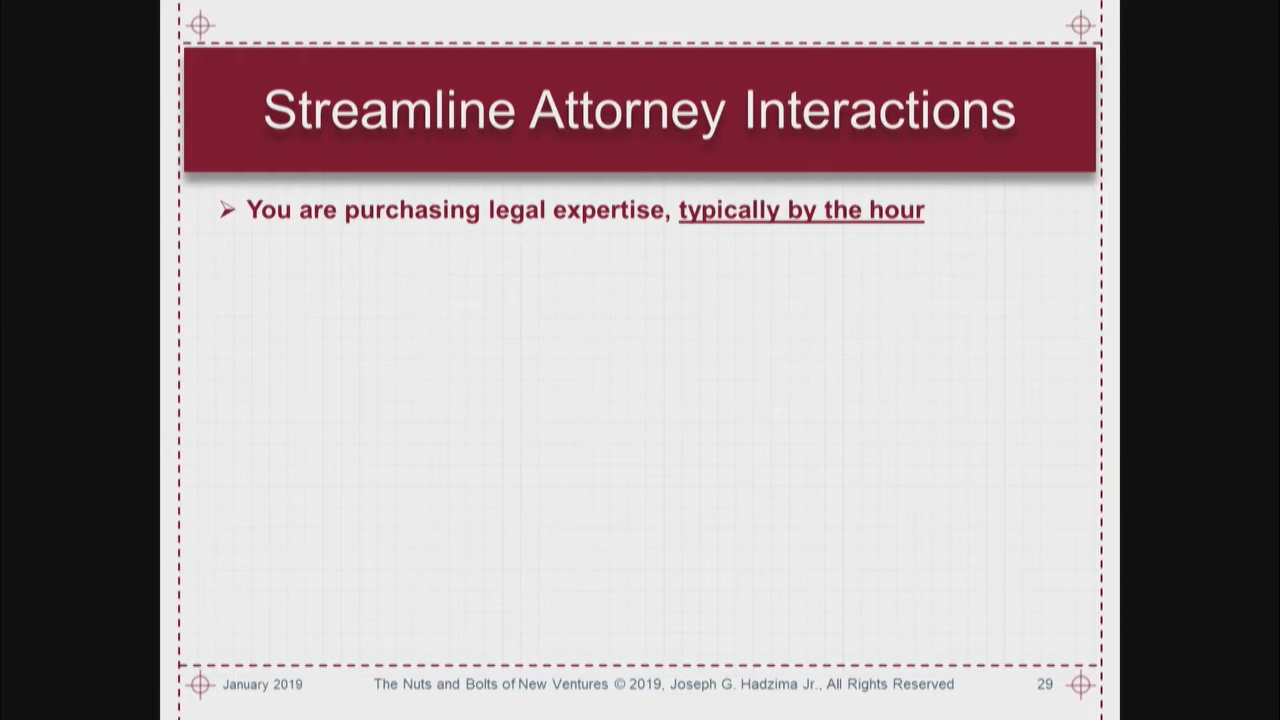 Streamline Attorney Interactions
You are purchasing legal expertise, typically by the hour
January 2019 The Nuts and Bolts of New Ventures © 2019, Joseph G. Hadzima Jr., All Rights Reserved 29